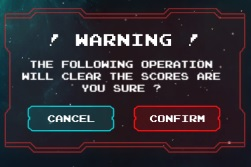 ! WARNING !
THE FOLLOWING OPERATION
WILL CLEAR THE SCORES ARE
YOU SURE ?
CANCEL
CONFIRM